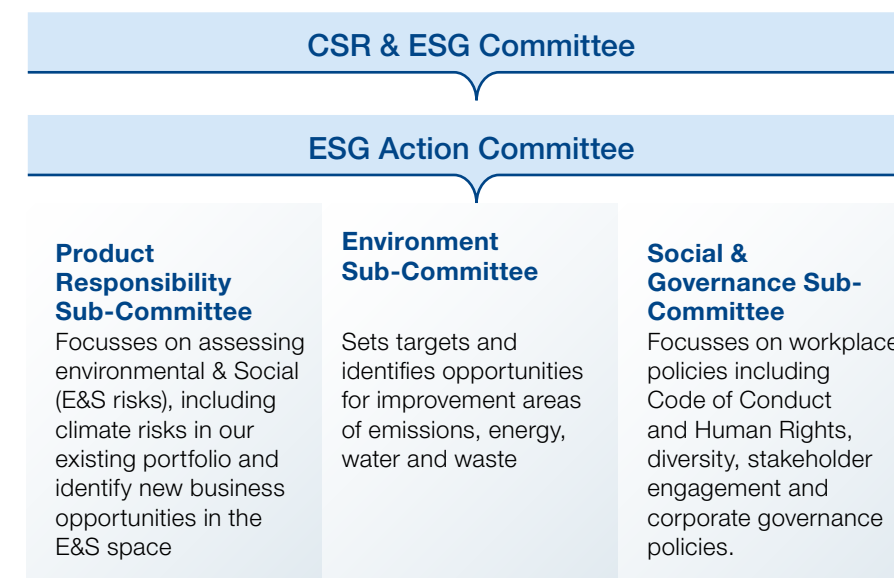 CSR & ESG Committee
ESG Action Committee
Product
Responsibility
Sub-Committee
Focusses on assessing
environmental & Social
(E&S risks), including
climate risks in our
existing portfolio and
identify new business
opportunities in the
E&S space
Environment
Sub-Committee
Sets targets and
identifies opportunities
for improvement areas
of emissions, energy,
water and waste
Social &
Governance Sub-
Committee
Focusses on workplace
policies including
Code of Conduct
and Human Rights,
diversity, stakeholder
engagement and
corporate governance
policies.